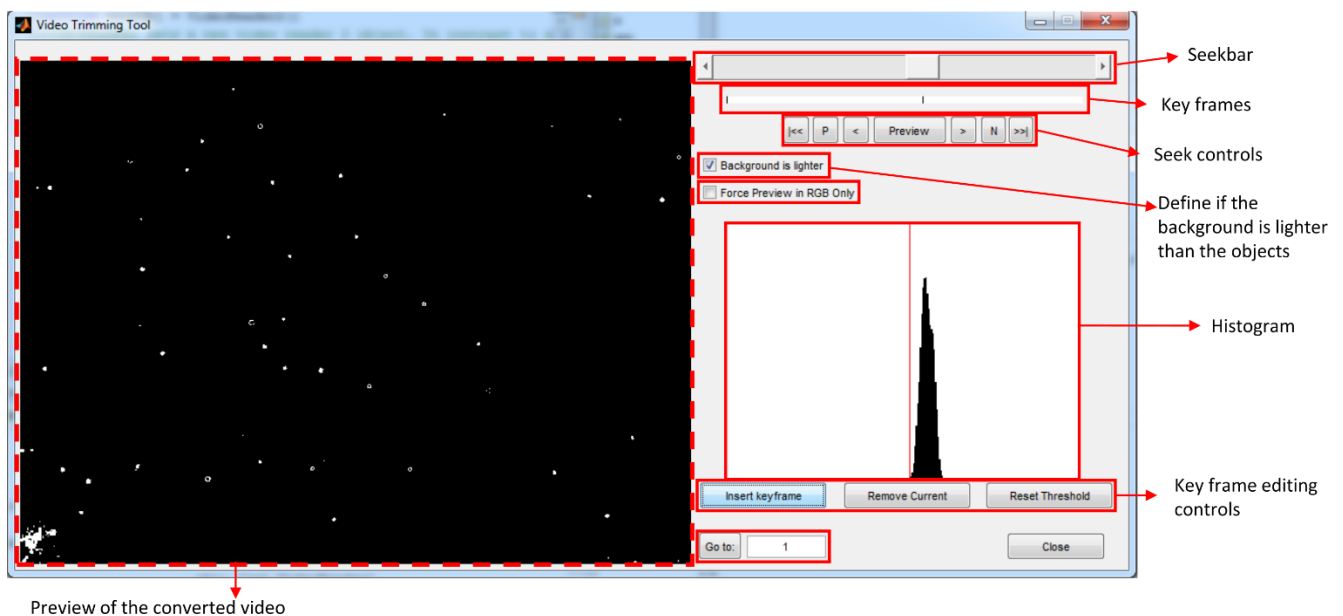 Video Trimming Tool
Seekbar
Key frames
|<< P < Preview > N >>|
Seek controls
Background is lighter
Force Preview in RGB Only
Define if the
background is lighter
than the objects
Histogram
Insert keyframe Remove Current Reset Threshold
Key frame editing
controls
Go to: 1 Close
Preview of the converted video